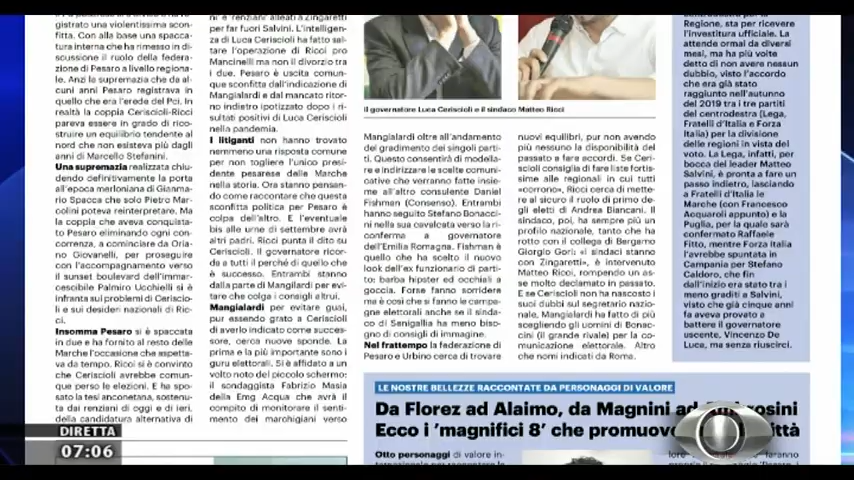 gistrato una violentissima scon-
fitta. Con alla base una spacca-
tura interna che ha rimesso in di-
scussione il ruolo della federa-
zione di Pesaro a livello regiona-
le. Anzi la supremazia che da al-
cuni anni Pesaro registrava in
quello che era l'erede del Pci. In
realtà la coppia Ceriscioli-Ricci
pareva essere in grado di rico-
struire un equilibrio tendente al
nord che non esisteva più dagli
anni di Marcello Stefanini.
Una supremazia realtata chiu-
dendo definitivamente la porta
all'epoca merloniana di Gianma-
rio Spacca che solo Pietro Mar-
colini poteva reinterpretare. Ma
la coppia che aveva conquista-
to Pesaro eliminando ogni con-
correnza, a cominciare da Oria-
no Giovanelli, per proseguire
con l'accompagnamento verso
il sunset boulevard dell'immar-
cescibile Palmiro Ucchielli si è
infranta sui problemi di Ceriscio-
li e sui desideri nazionali di Ric-
ci.
Insomma Pesaro si è spaccata
in due e ha fornito al resto delle
Marche l'occasione che aspetta-
va da tempo. Ricci si è convinto
che Ceriscioli avrebbe comun-
que perso le elezioni. E ha spo-
sato la tesi anconetana, soste-
nuta dai renziani di oggi e di ieri,
della candidatura alternativa di
ni e renziani alleati a Zingaretti
per far fuori Salvini. L'intelligen-
za di Luca Ceriscioli ha fatto sal-
tare l'operazione di Ricci pro
Mancinelli ma non il divorzio tra
i due. Pesaro è uscita comun-
que sconfitta dall'indicazione di
Mangialardi e dal mancato ritor-
no indietro ipotizzato dopo i ri-
sultati positivi di Luca Ceriscioli
nella pandemia.
I litiganti non hanno trovato
nemmeno una risposta comune
per non togliere l'unico presi-
dente pesarese delle Marche
nella storia. Ora stanno pensan-
do come raccontare che questa
sconfitta politica per Pesaro è
colpa dell'altro. E l'eventuale
bis alle urne di settembre avrà
altri padri. Ricci punta il dito su
Ceriscioli. Il governatore ricor-
da a tutti il perché di quello che
è successo. Entrambi stanno
dalla parte di Mangilardi per evi-
tare che colga i consigli altrui.
Mangialardi per evitare guai,
pur essendo grato a Ceriscioli
di averlo indicato come succes-
sore, cerca nuove sponde. La
prima e la più importante sono i
guru elettorali. Si è affidato a un
volto noto del piccolo schermo:
il sondaggista Fabrizio Masia
della Emg Acqua che avrà il
compito di monitorare il senti-
mento dei marchigiani verso
Il governatore Luca Ceriscioli e il sindaco Matteo Ricci
Mangialardi oltre all'andamento
del gradimento dei singoli parti-
ti. Questo consentirà di modella-
re e indirizzare le scelte comuni-
cative che verranno fatte insie-
me all'altro consulente Daniel
Fishman (Consenso). Entrambi
hanno seguito Stefano Bonacci-
ni nella sua cavalcata verso la ri-
conferma a governatore
dell'Emilia Romagna. Fishman è
quello che ha scelto il nuovo
look dell'ex funzionario di parti-
to: barba hipster ed occhiali a
goccia. Forse fanno sorridere
ma è così che si fanno le campa-
gne elettorali anche se il sinda-
co di Senigallia ha meno biso-
gno di consigli di immagine.
Nel frattempo la federazione di
Pesaro e Urbino cerca di trovare
nuovi equilibri, pur non avendo
più nessuno la disponibilità del
passato a fare accordi. Se Ceri-
scioli consiglia di fare liste fortis-
sime alle regionali in cui tutti
«corrono», Ricci cerca di mette-
re al sicuro il ruolo di primo de-
gli eletti di Andrea Biancani. Il
sindaco, poi, ha sempre più un
profilo nazionale, tanto che ha
rotto con il collega di Bergamo
Giorgio Gori: «i sindaci stanno
con Zingaretti», è intervenuto
Matteo Ricci, rompendo un as-
se molto declamato in passato.
E se Ceriscioli non ha nascosto i
suoi dubbi sul segretario nazio-
nale, Mangialardi ha fatto di più
scegliendo gli uomini di Bonac-
cini (il grande rivale) per la co-
municazione elettorale. Altro
che nomi indicati da Roma.
Regione, sta per ricevere
l'investitura ufficiale. La
attende ormai da diversi
mesi, ma ha più volte
detto di non avere nessun
dubbio, visto l'accordo
che era già stato
raggiunto nell'autunno
del 2019 tra i tre partiti
del centrodestra (Lega,
Fratelli d'Italia e Forza
Italia) per la divisione
delle regioni in vista del
voto. La Lega, infatti, per
bocca del leader Matteo
Salvini, è pronta a fare un
passo indietro, lasciando
a Fratelli d'Italia le
Marche (con Francesco
Acquaroli appunto) e la
Puglia, per la quale sarà
confermato Raffaele
Fitto, mentre Forza Italia
l'avrebbe spuntata in
Campania per Stefano
Caldoro, che fin
dall'inizio era stato tra i
meno graditi a Salvini,
visto che già cinque anni
fa aveva provato a
battere il governatore
uscente, Vincenzo De
Luca, ma senza riuscirci.
LE NOSTRE BELLEZZE RACCONTATE DA PERSONAGGI DI VALORE
Da Florez ad Alaimo, da Magnini ad Ambrosini
Ecco i 'magnifici 8' che promuovo città
Otto personaggi di valore in-
DIRETTA
07:06